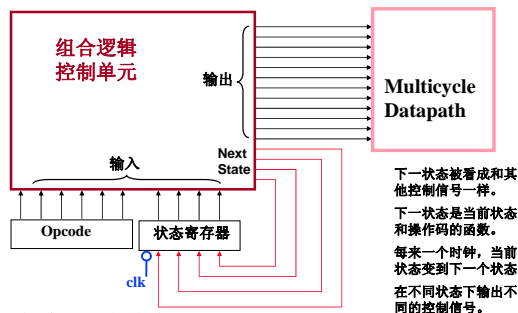 组合逻辑
控制单元
输出
Multicycle
Datapath
输入
Next
State
Opcode
状态寄存器
clk
下一状态被看成和其
他控制信号一样。
下一状态是当前状态
和操作码的函数。
每来一个时钟，当前
状态变到下一个状态
在不同状态下输出不
同的控制信号。